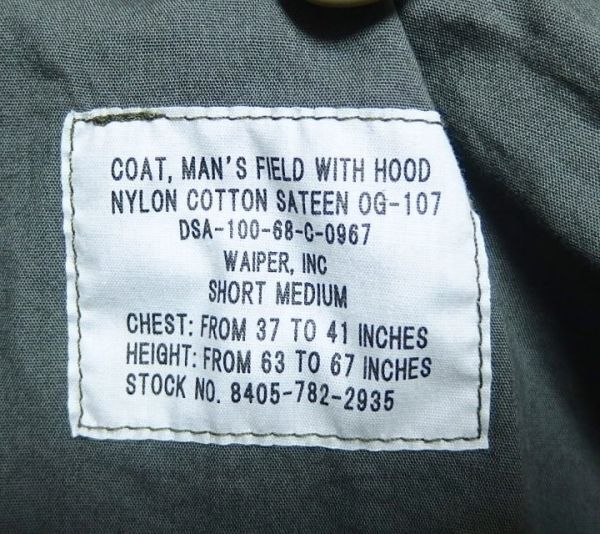 COAT, MAN'S FIELD WITH HOOD
NYLON COTTON SATEEN OG-107
DSA-100-68-C-0967
WAIPER, INC
SHORT MEDIUM
CHEST: FROM 37 TO 41 INCHES
HEIGHT: FROM 63 TO 67 INCHES
STOCK NO. 8405-782-2935